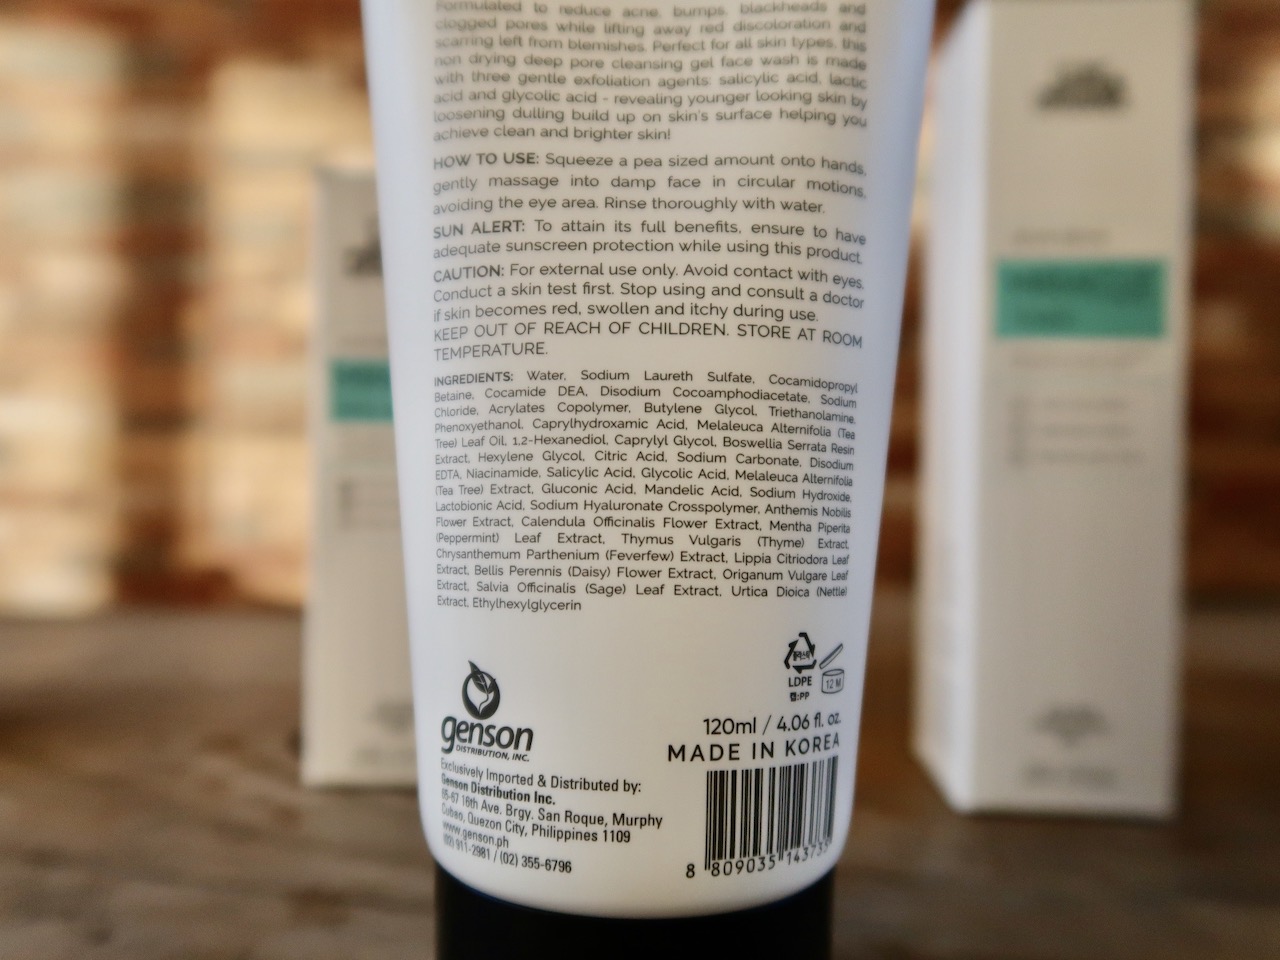 Formulated to reduce acne, bumps, blackheads and
clogged pores while lifting away red discoloration and
scarring left from blemishes. Perfect for all skin types, this
non drying deep pore cleansing gel face wash is made
with three gentle exfoliation agents: salicylic acid, lactic
acid and glycolic acid - revealing younger looking skin by
loosening dulling build up on skin's surface helping you
achieve clean and brighter skin!
HOW TO USE: Squeeze a pea sized amount onto hands,
gently massage into damp face in circular motions,
avoiding the eye area. Rinse thoroughly with water.
SUN ALERT: To attain its full benefits, ensure to have
adequate sunscreen protection while using this product.
CAUTION: For external use only. Avoid contact with eyes.
Conduct a skin test first. Stop using and consult a doctor
if skin becomes red, swollen and itchy during use.
KEEP OUT OF REACH OF CHILDREN. STORE AT ROOM
TEMPERATURE.
INGREDIENTS: Water, Sodium Laureth Sulfate, Cocamidopropyl
Betaine, Cocamide DEA, Disodium Cocoamphodiacetate, Sodium
Chloride, Acrylates Copolymer, Butylene Glycol, Triethanolamine,
Phenoxyethanol, Caprylhydroxamic Acid, Melaleuca Alternifolia (Tea
Tree) Leaf Oil, 1,2-Hexanediol, Caprylyl Glycol, Boswellia Serrata Resin
Extract, Hexylene Glycol, Citric Acid, Sodium Carbonate, Disodium
EDTA, Niacinamide, Salicylic Acid, Glycolic Acid, Melaleuca Alternifolia
(Tea Tree) Extract, Gluconic Acid, Mandelic Acid, Sodium Hydroxide,
Lactobionic Acid, Sodium Hyaluronate Crosspolymer, Anthemis Nobilis
Flower Extract, Calendula Officinalis Flower Extract, Mentha Piperita
(Peppermint) Leaf Extract, Thymus Vulgaris (Thyme) Extract,
Chrysanthemum Parthenium (Feverfew) Extract, Lippia Citriodora Leaf
Extract, Bellis Perennis (Daisy) Flower Extract, Origanum Vulgare Leaf
Extract, Salvia Officinalis (Sage) Leaf Extract, Urtica Dioica (Nettle)
Extract, Ethylhexylglycerin
LDPE
캡:PP
12 M
genson
DISTRIBUTION, INC.
120ml / 4.06 fl. oz.
MADE IN KOREA
Exclusively Imported & Distributed by:
Genson Distribution Inc.
65-67 16th Ave. Brgy. San Roque, Murphy
Cubao, Quezon City, Philippines 1109
www.genson.ph
(02) 911-2981 / (02) 355-6796
8 809035